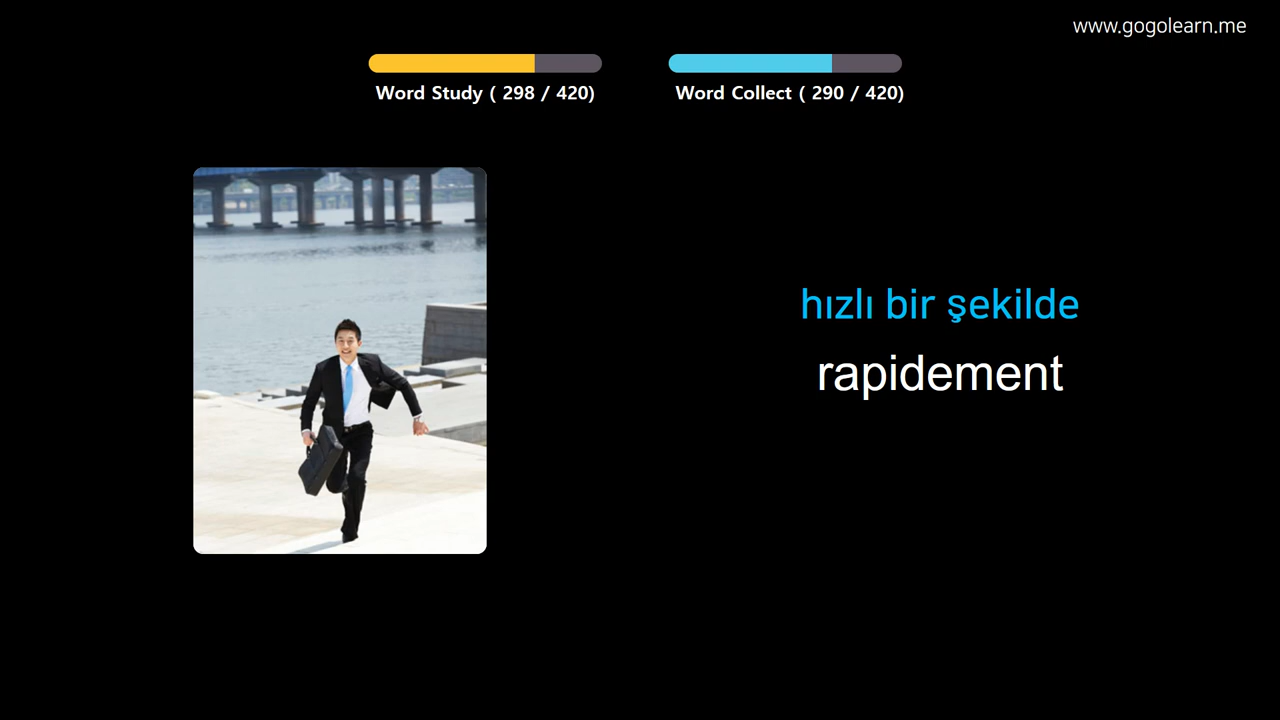 www.gogolearn.me
Word Study ( 298 / 420)
Word Collect ( 290 / 420)
hızlı bir şekilde
rapidement